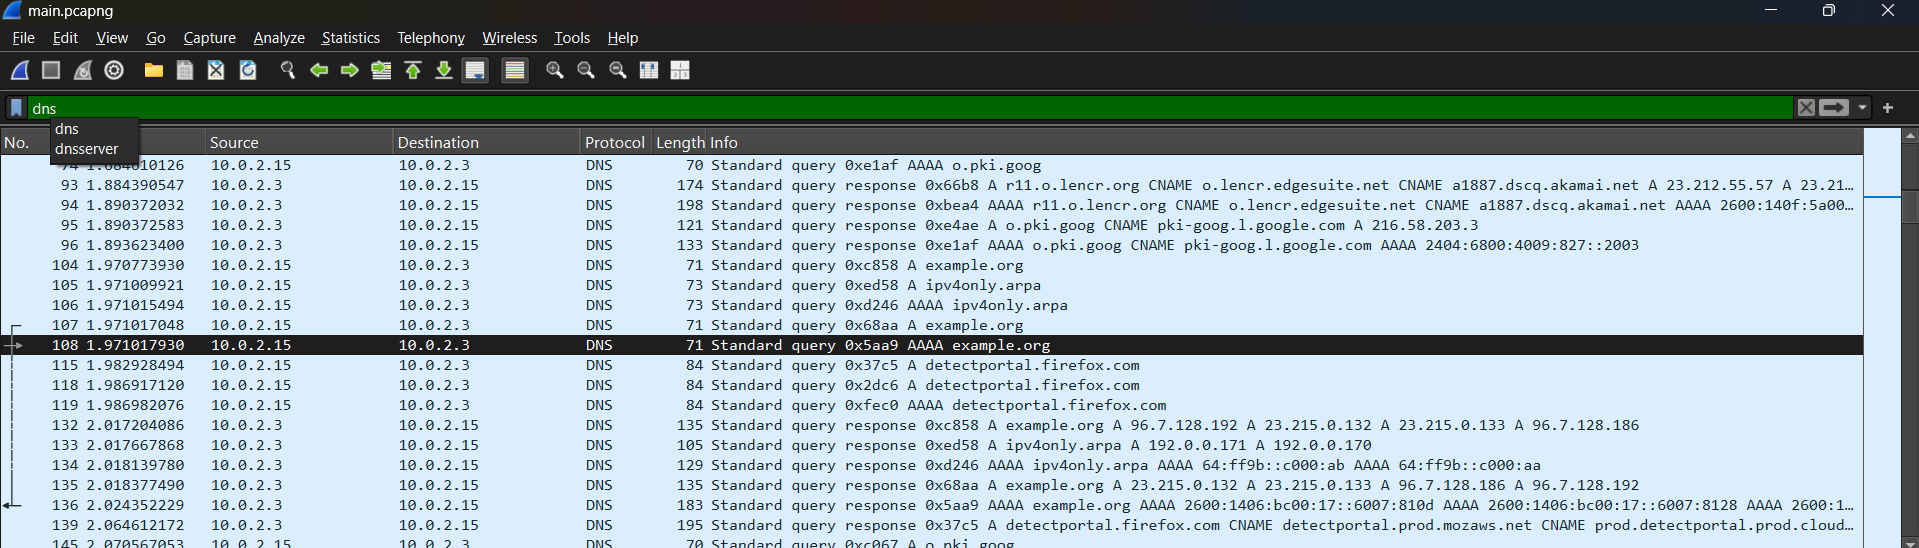 main.pcapng
File Edit View Go Capture Analyze Statistics Telephony Wireless Tools Help
dns
dns
dnsserver
No. Source Destination Protocol Length Info
74 1.884610126 10.0.2.15 10.0.2.3 DNS 70 Standard query 0xe1af AAAA o.pki.goog
93 1.884390547 10.0.2.3 10.0.2.15 DNS 174 Standard query response 0x66b8 A r11.o.lencr.org CNAME o.lencr.edgesuite.net CNAME a1887.dscq.akamai.net A 23.212.55.57 A 23.21…
94 1.890372032 10.0.2.3 10.0.2.15 DNS 198 Standard query response 0xbea4 AAAA r11.o.lencr.org CNAME o.lencr.edgesuite.net CNAME a1887.dscq.akamai.net AAAA 2600:140f:5a00…
95 1.890372583 10.0.2.3 10.0.2.15 DNS 121 Standard query response 0xe4ae A o.pki.goog CNAME pki-goog.l.google.com A 216.58.203.3
96 1.893623400 10.0.2.3 10.0.2.15 DNS 133 Standard query response 0xe1af AAAA o.pki.goog CNAME pki-goog.l.google.com AAAA 2404:6800:4009:827::2003
104 1.970773930 10.0.2.15 10.0.2.3 DNS 71 Standard query 0xc858 A example.org
105 1.971009921 10.0.2.15 10.0.2.3 DNS 73 Standard query 0xed58 A ipv4only.arpa
106 1.971015494 10.0.2.15 10.0.2.3 DNS 73 Standard query 0xd246 AAAA ipv4only.arpa
107 1.971017048 10.0.2.15 10.0.2.3 DNS 71 Standard query 0x68aa A example.org
108 1.971017930 10.0.2.15 10.0.2.3 DNS 71 Standard query 0x5aa9 AAAA example.org
115 1.982928494 10.0.2.15 10.0.2.3 DNS 84 Standard query 0x37c5 A detectportal.firefox.com
118 1.986917120 10.0.2.15 10.0.2.3 DNS 84 Standard query 0x2dc6 A detectportal.firefox.com
119 1.986982076 10.0.2.15 10.0.2.3 DNS 84 Standard query 0xfec0 AAAA detectportal.firefox.com
132 2.017204086 10.0.2.3 10.0.2.15 DNS 135 Standard query response 0xc858 A example.org A 96.7.128.192 A 23.215.0.132 A 23.215.0.133 A 96.7.128.186
133 2.017667868 10.0.2.3 10.0.2.15 DNS 105 Standard query response 0xed58 A ipv4only.arpa A 192.0.0.171 A 192.0.0.170
134 2.018139780 10.0.2.3 10.0.2.15 DNS 129 Standard query response 0xd246 AAAA ipv4only.arpa AAAA 64:ff9b::c000:ab AAAA 64:ff9b::c000:aa
135 2.018377490 10.0.2.3 10.0.2.15 DNS 135 Standard query response 0x68aa A example.org A 23.215.0.132 A 23.215.0.133 A 96.7.128.186 A 96.7.128.192
136 2.024352229 10.0.2.3 10.0.2.15 DNS 183 Standard query response 0x5aa9 AAAA example.org AAAA 2600:1406:bc00:17::6007:810d AAAA 2600:1406:bc00:17::6007:8128 AAAA 2600:1…
139 2.064612172 10.0.2.3 10.0.2.15 DNS 195 Standard query response 0x37c5 A detectportal.firefox.com CNAME detectportal.prod.mozaws.net CNAME prod.detectportal.prod.cloud…
145 2.070567053 10.0.2.15 10.0.2.3 DNS 70 Standard query 0xc067 A o.pki.goog